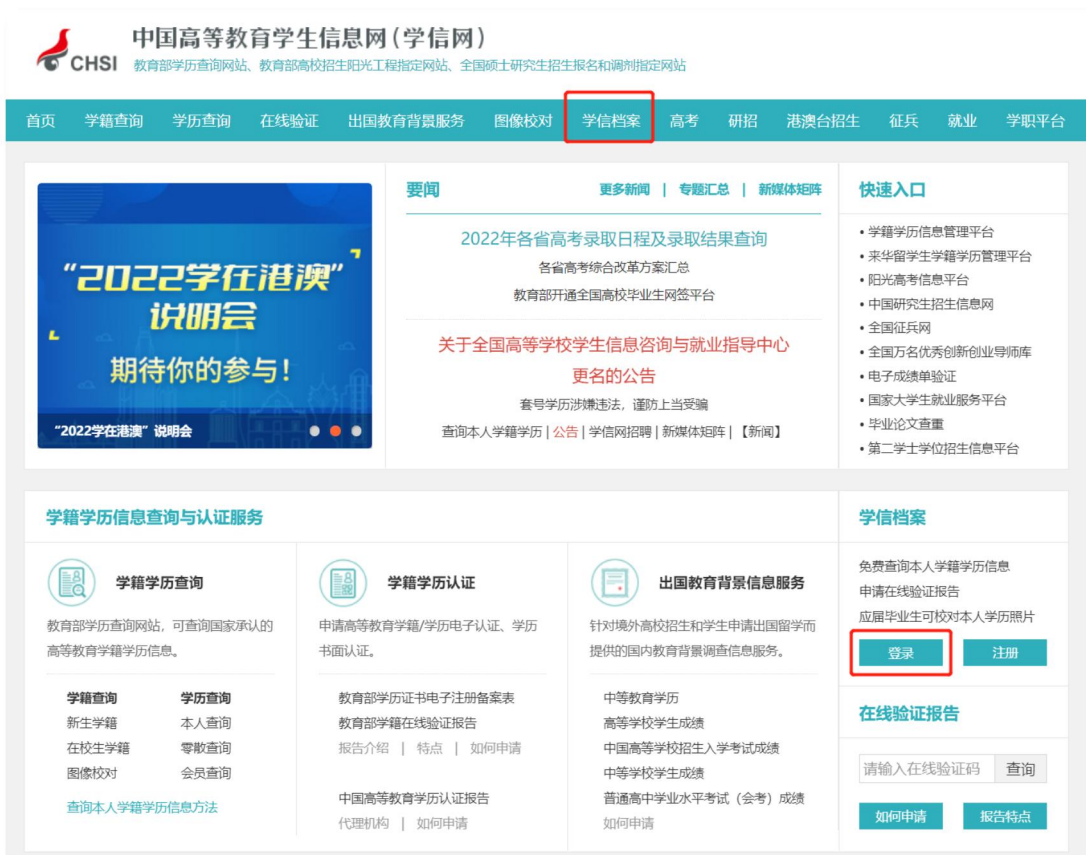 中国高等教育学生信息网(学信网)
CHSI 教育部学历查询网站、教育部高校招生阳光工程指定网站、全国硕士研究生招生报名和调剂指定网站
首页 学籍查询 学历查询 在线验证 出国教育背景服务 图像校对 学信档案 高考 研招 港澳台招生 征兵 就业 学职平台
“2022学在港澳”
说明会
期待你的参与!
“2022学在港澳”说明会
要闻 更多新闻 | 专题汇总 | 新媒体矩阵
2022年各省高考录取日程及录取结果查询
各省高考综合改革方案汇总
教育部开通全国高校毕业生网签平台
关于全国高等学校学生信息咨询与就业指导中心
更名的公告
套号学历涉嫌违法,谨防上当受骗
查询本人学籍学历 | 公告 | 学信网招聘 | 新媒体矩阵 | 【新闻】
快速入口
• 学籍学历信息管理平台
• 来华留学生学籍学历管理平台
• 阳光高考信息平台
• 中国研究生招生信息网
• 全国征兵网
• 全国万名优秀创新创业导师库
• 电子成绩单验证
• 国家大学生就业服务平台
• 毕业论文查重
• 第二学士学位招生信息平台
学籍学历信息查询与认证服务
学籍学历查询
教育部学历查询网站,可查询国家承认的
高等教育学籍学历信息。
学籍查询 学历查询
新生学籍 本人查询
在校生学籍 零散查询
图像校对 会员查询
查询本人学籍学历信息方法
学籍学历认证
申请高等教育学籍/学历电子认证、学历
书面认证。
教育部学历证书电子注册备案表
教育部学籍在线验证报告
报告介绍 | 特点 | 如何申请
中国高等教育学历认证报告
代理机构 | 如何申请
出国教育背景信息服务
针对境外高校招生和学生申请出国留学而
提供的国内教育背景调查信息服务。
中等教育学历
高等学校学生成绩
中国高等学校招生入学考试成绩
中等学校学生成绩
普通高中学业水平考试(会考)成绩
如何申请
学信档案
免费查询本人学籍学历信息
申请在线验证报告
应届毕业生可校对本人学历照片
登录 注册
在线验证报告
请输入在线验证码 查询
如何申请 报告特点